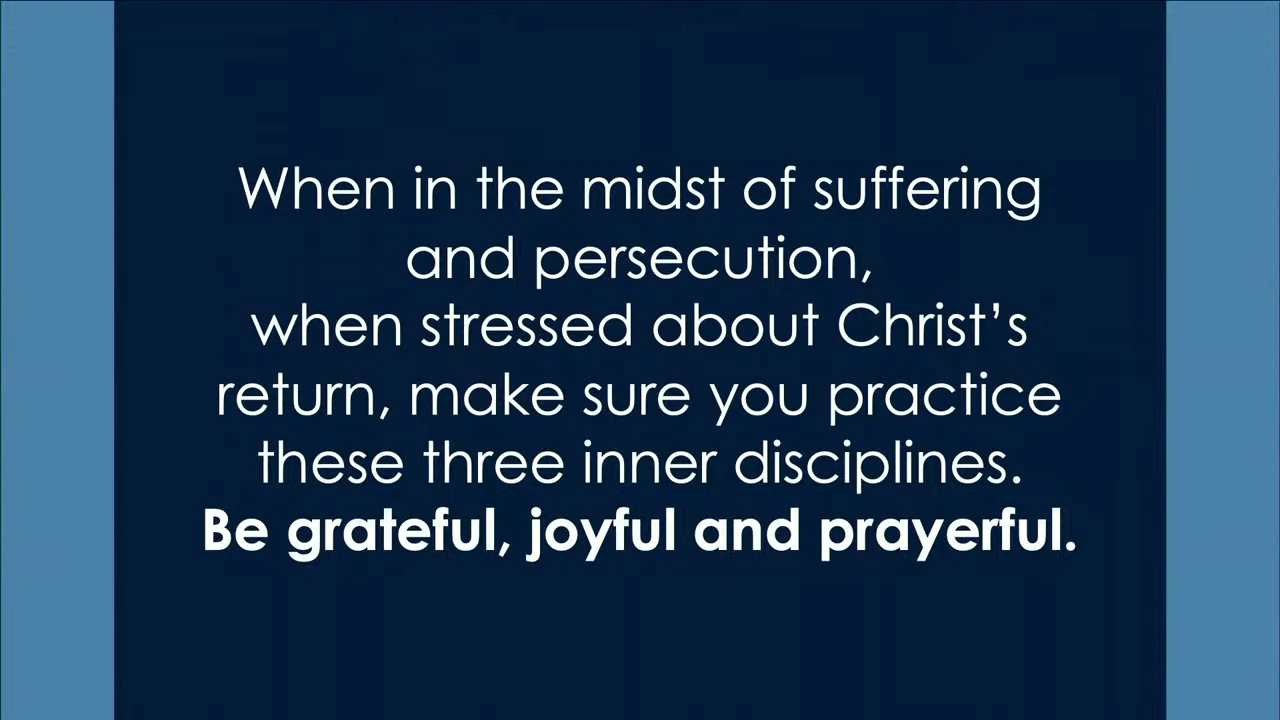 When in the midst of suffering
and persecution,
when stressed about Christ’s
return, make sure you practice
these three inner disciplines.
Be grateful, joyful and prayerful.